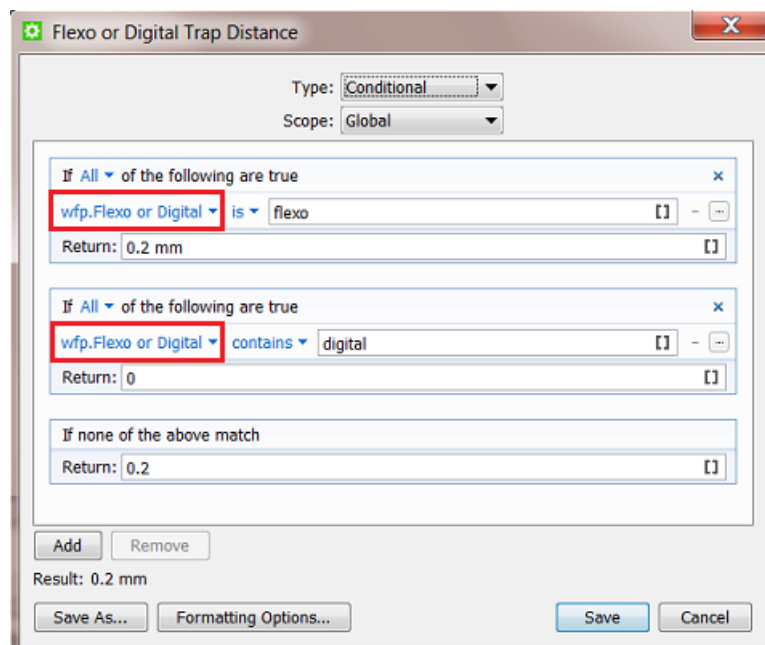 Flexo or Digital Trap Distance
Type: Conditional
Scope: Global
If All of the following are true
wfp.Flexo or Digital is flexo [] - ...
Return: 0.2 mm []
If All of the following are true
wfp.Flexo or Digital contains digital [] - ...
Return: 0 []
If none of the above match
Return: 0.2 []
Add Remove
Result: 0.2 mm
Save As... Formatting Options... Save Cancel